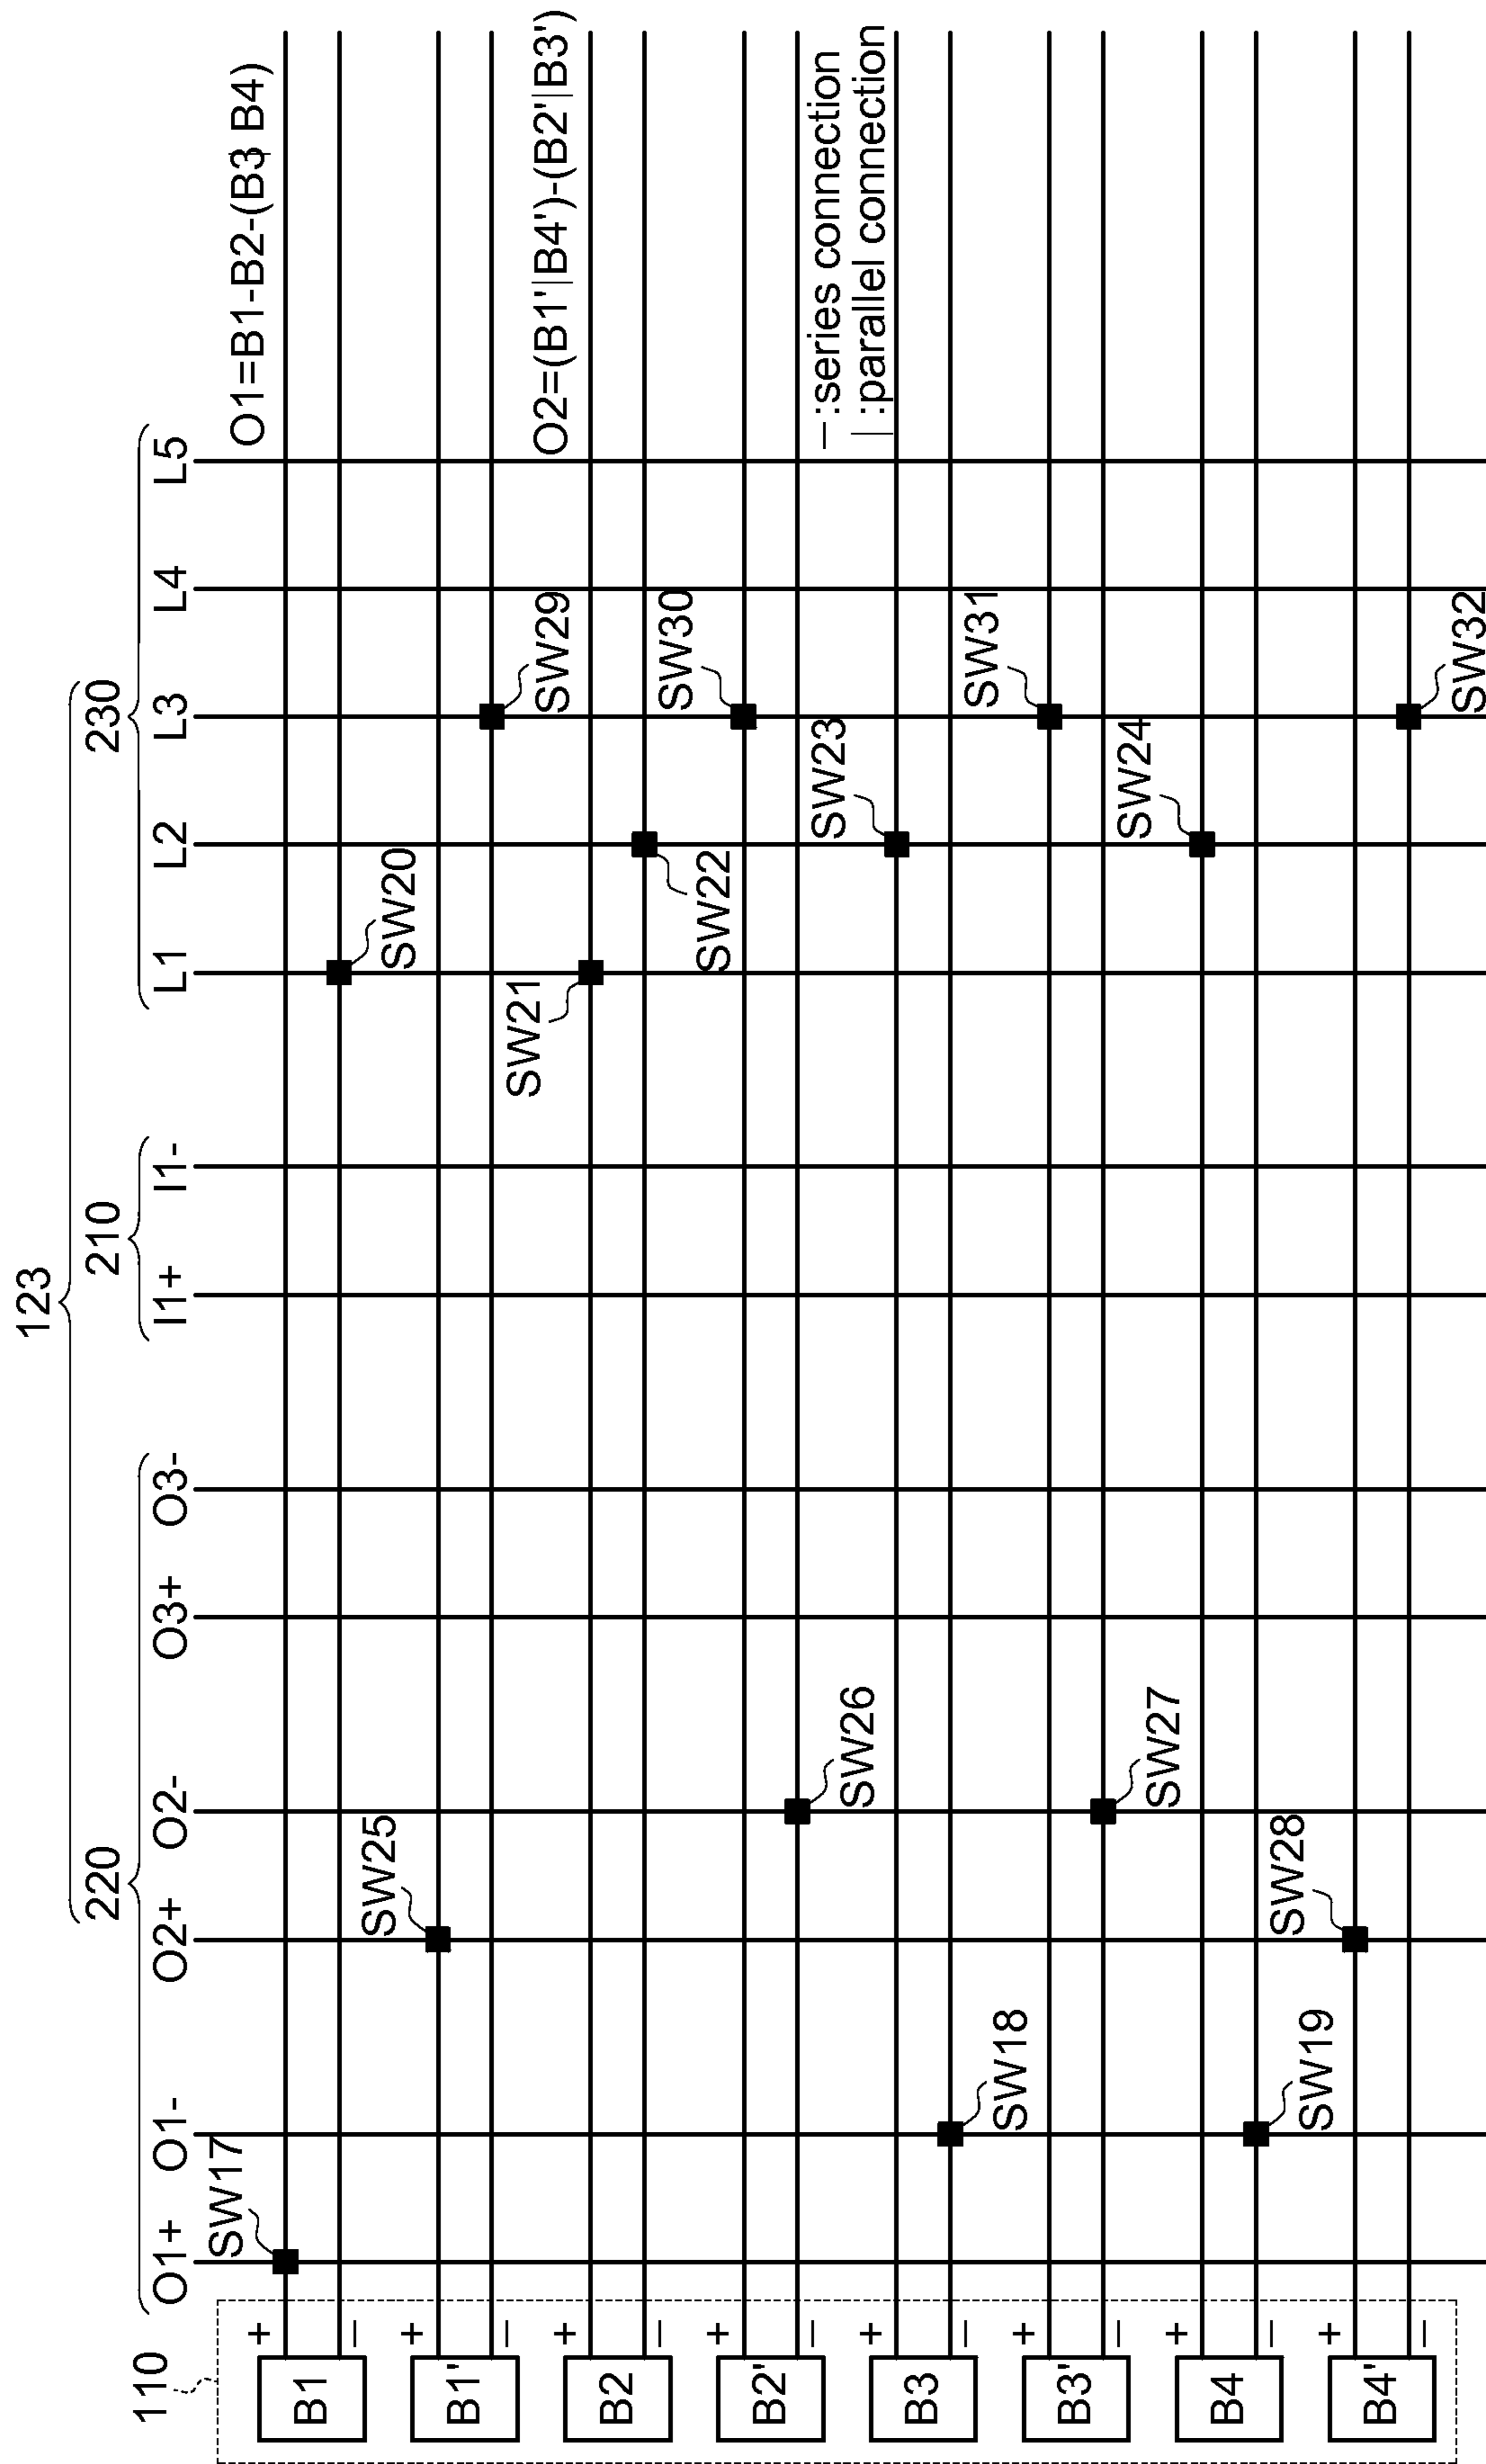 123
220
210
230
O1+ O1- O2+ O2- O3+ O3- I1+ I1- L1 L2 L3 L4 L5
110
SW17
O1=B1-B2-(B3|B4)
B1 + −
SW20
SW25
B1' + −
SW29
SW21
O2=(B1'|B4')-(B2'|B3')
B2 + −
SW22
SW30
B2' + −
SW26
SW23
−:series connection
|:parallel connection
B3 + −
SW18
SW31
B3' + −
SW27
SW24
B4 + −
SW19
SW28
B4' + −
SW32